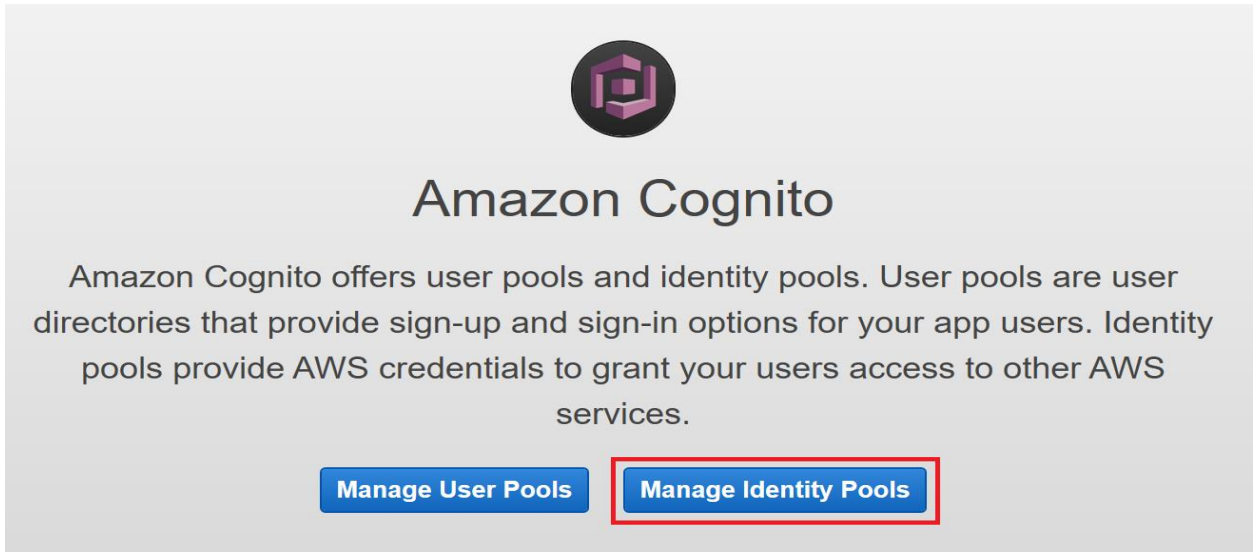 Amazon Cognito
Amazon Cognito offers user pools and identity pools. User pools are user
directories that provide sign-up and sign-in options for your app users. Identity
pools provide AWS credentials to grant your users access to other AWS
services.
Manage User Pools Manage Identity Pools